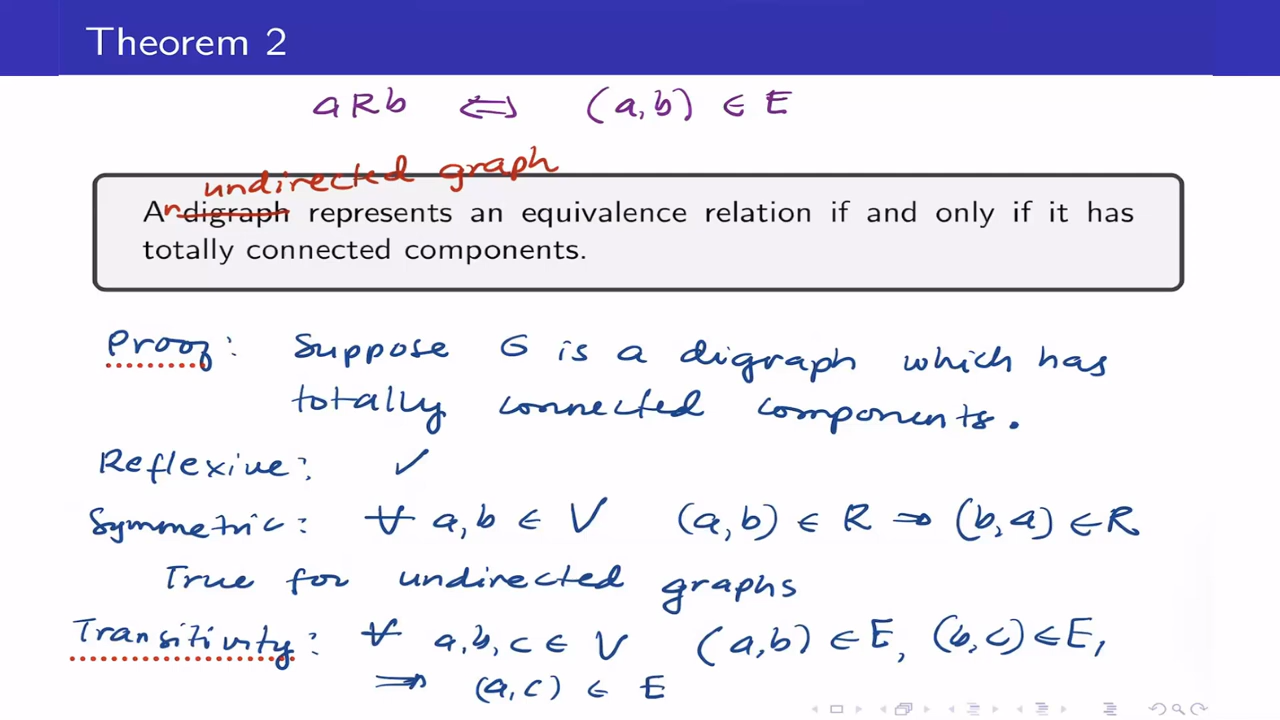 Theorem 2
aRb ⟺ (a,b) ∈ E
undirected graph
An digraph represents an equivalence relation if and only if it has
totally connected components.
Proof: Suppose G is a digraph which has
totally connected components.
Reflexive: ✓
Symmetric: ∀ a,b ∈ V (a,b) ∈ R ⇒ (b,a) ∈ R
True for undirected graphs
Transitivity: ∀ a,b,c ∈ V (a,b) ∈ E, (b,c) ∈ E,
⇒ (a,c) ∈ E